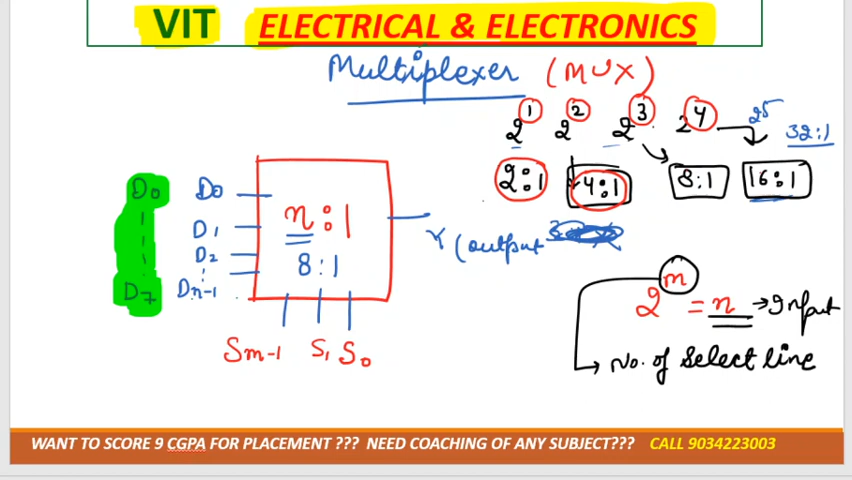 VIT ELECTRICAL & ELECTRONICS
Multiplexer (MUX)
2^1 2^2 2^3 2^4 2^5
32:1
2:1 4:1 8:1 16:1
D0 D0
D1
D2
D7 Dn-1
n:1
8:1
Y (output
Sm-1 S1 S0
2^m = n → Input
→ No. of select line
WANT TO SCORE 9 CGPA FOR PLACEMENT ??? NEED COACHING OF ANY SUBJECT??? CALL 9034223003